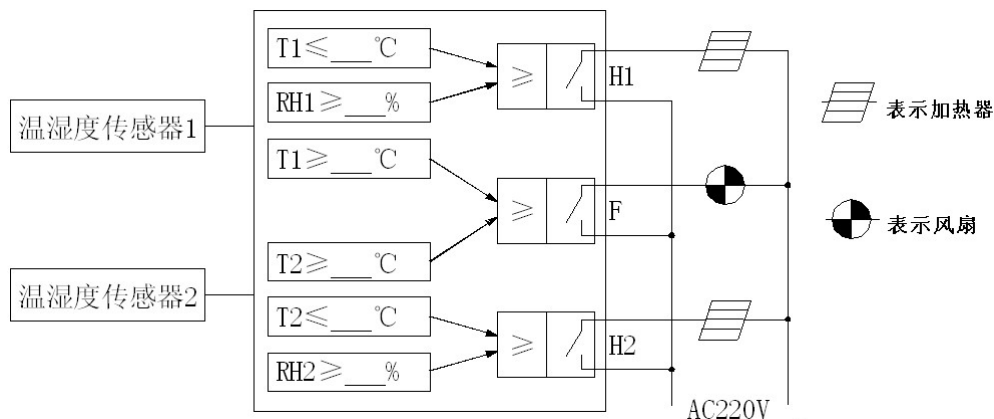 T1≤___℃
RH1≥___%
T1≥___℃
T2≥___℃
T2≤___℃
RH2≥___%
温湿度传感器1
温湿度传感器2
≥
≥
≥
H1
F
H2
AC220V
表示加热器
表示风扇